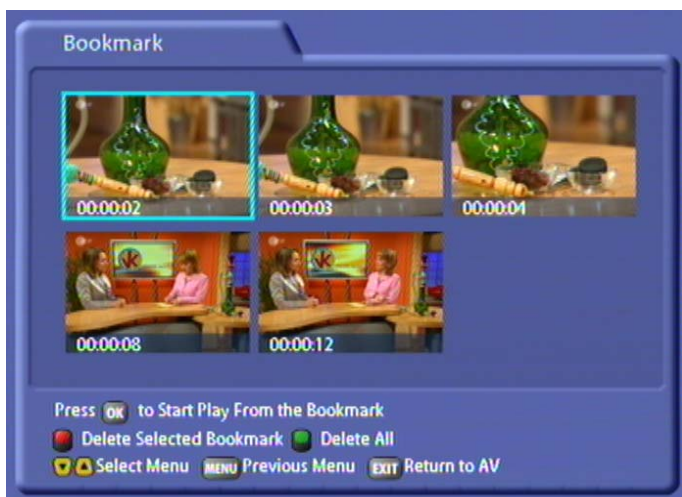 Bookmark
00:00:02
00:00:03
00:00:04
00:00:08
00:00:12
Press OK to Start Play From the Bookmark
Delete Selected Bookmark Delete All
Select Menu MENU Previous Menu EXIT Return to AV